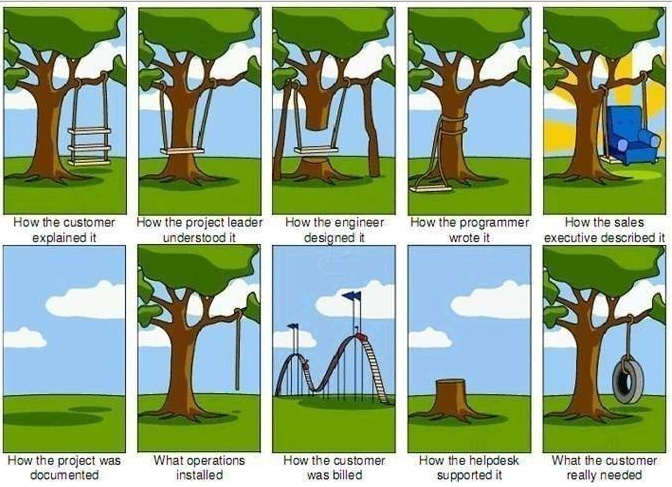 How the customer
explained it
How the project leader
understood it
How the engineer
designed it
How the programmer
wrote it
How the sales
executive described it
How the project was
documented
What operations
installed
How the customer
was billed
How the helpdesk
supported it
What the customer
really needed